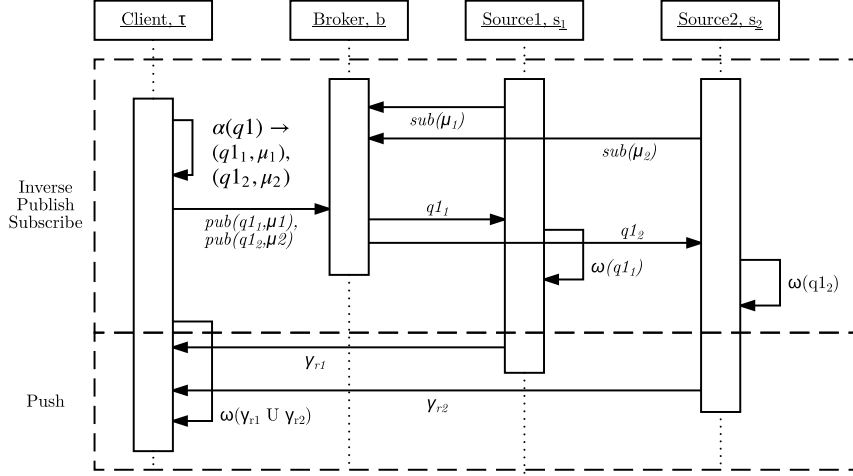 Client, τ
Broker, b
Source1, s₁
Source2, s₂
sub(μ₁)
α(q1) →
(q1₁, μ₁),
(q1₂, μ₂)
sub(μ₂)
Inverse
Publish
Subscribe
pub(q1₁,μ1),
pub(q1₂,μ2)
q1₁
q1₂
ω(q1₁)
ω(q1₂)
γr1
Push
γr2
ω(γr1 U γr2)